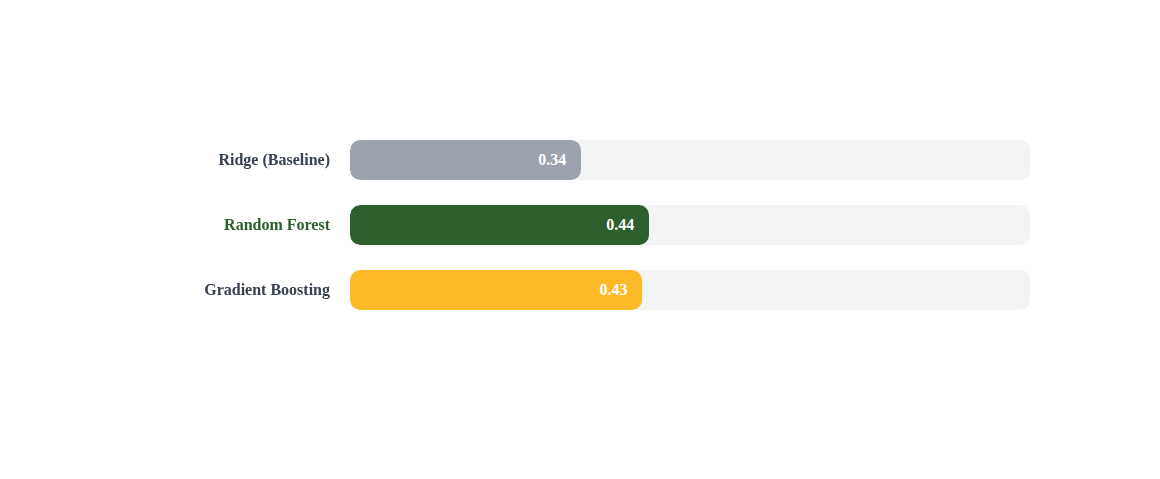 Ridge (Baseline) 0.34
Random Forest 0.44
Gradient Boosting 0.43